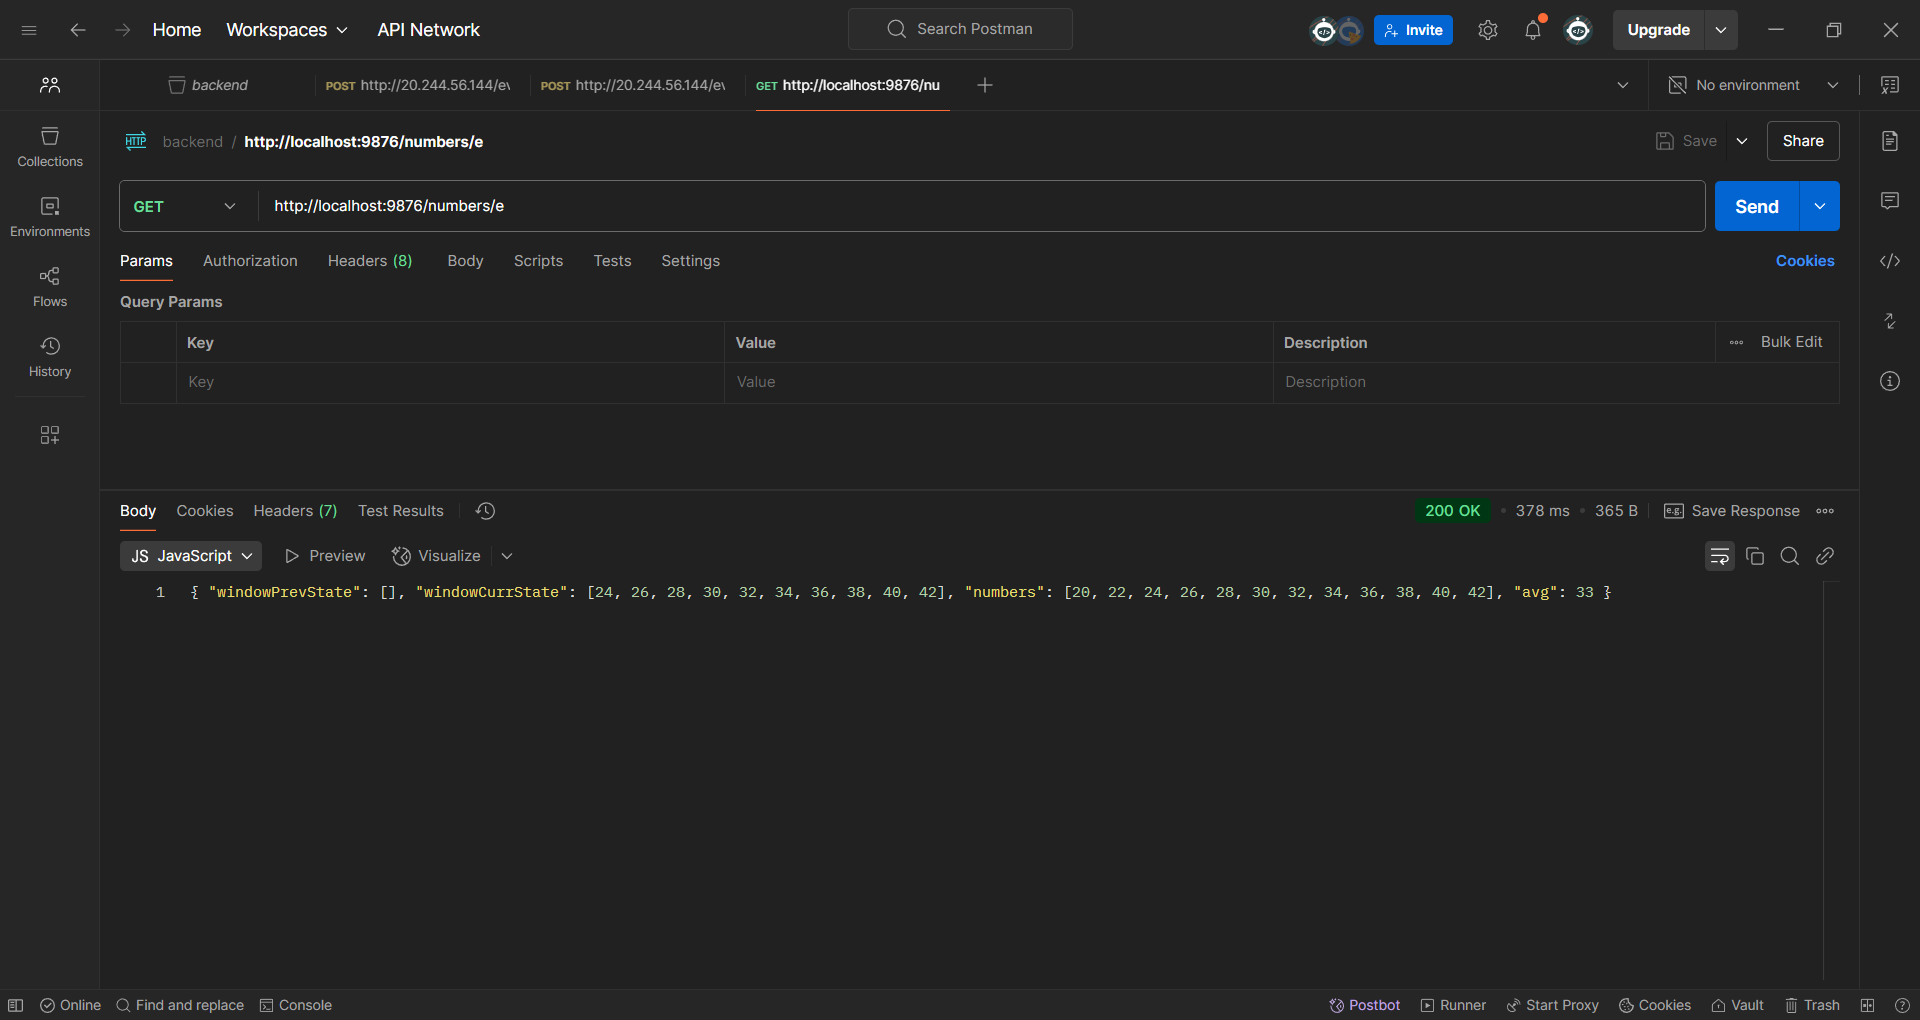 Home Workspaces API Network Search Postman Invite Upgrade
backend POST http://20.244.56.144/ev POST http://20.244.56.144/ev GET http://localhost:9876/nu No environment
HTTP backend / http://localhost:9876/numbers/e Save Share
Collections
GET http://localhost:9876/numbers/e Send
Environments
Params Authorization Headers (8) Body Scripts Tests Settings Cookies
Flows
Query Params
Key Value Description Bulk Edit
History
Key Value Description
Body Cookies Headers (7) Test Results 200 OK • 378 ms • 365 B e.g. Save Response
JS JavaScript Preview Visualize
1 { "windowPrevState": [], "windowCurrState": [24, 26, 28, 30, 32, 34, 36, 38, 40, 42], "numbers": [20, 22, 24, 26, 28, 30, 32, 34, 36, 38, 40, 42], "avg": 33 }
Online Find and replace Console Postbot Runner Start Proxy Cookies Vault Trash